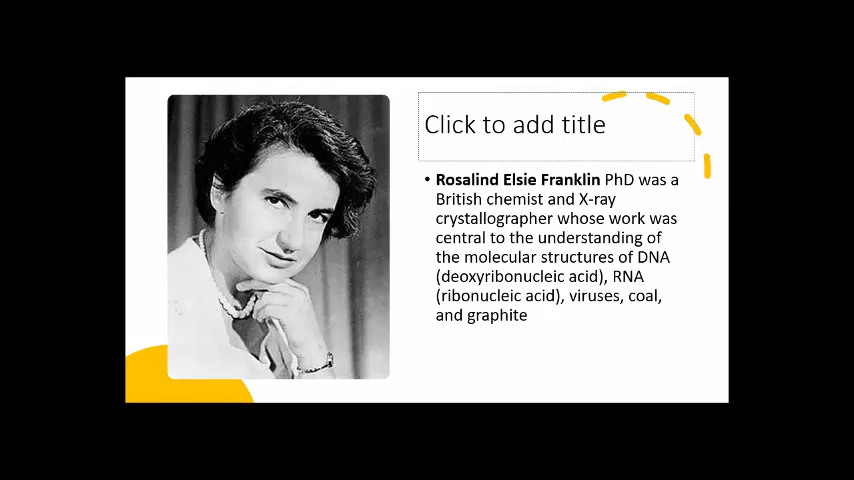 Click to add title
• Rosalind Elsie Franklin PhD was a
British chemist and X-ray
crystallographer whose work was
central to the understanding of
the molecular structures of DNA
(deoxyribonucleic acid), RNA
(ribonucleic acid), viruses, coal,
and graphite